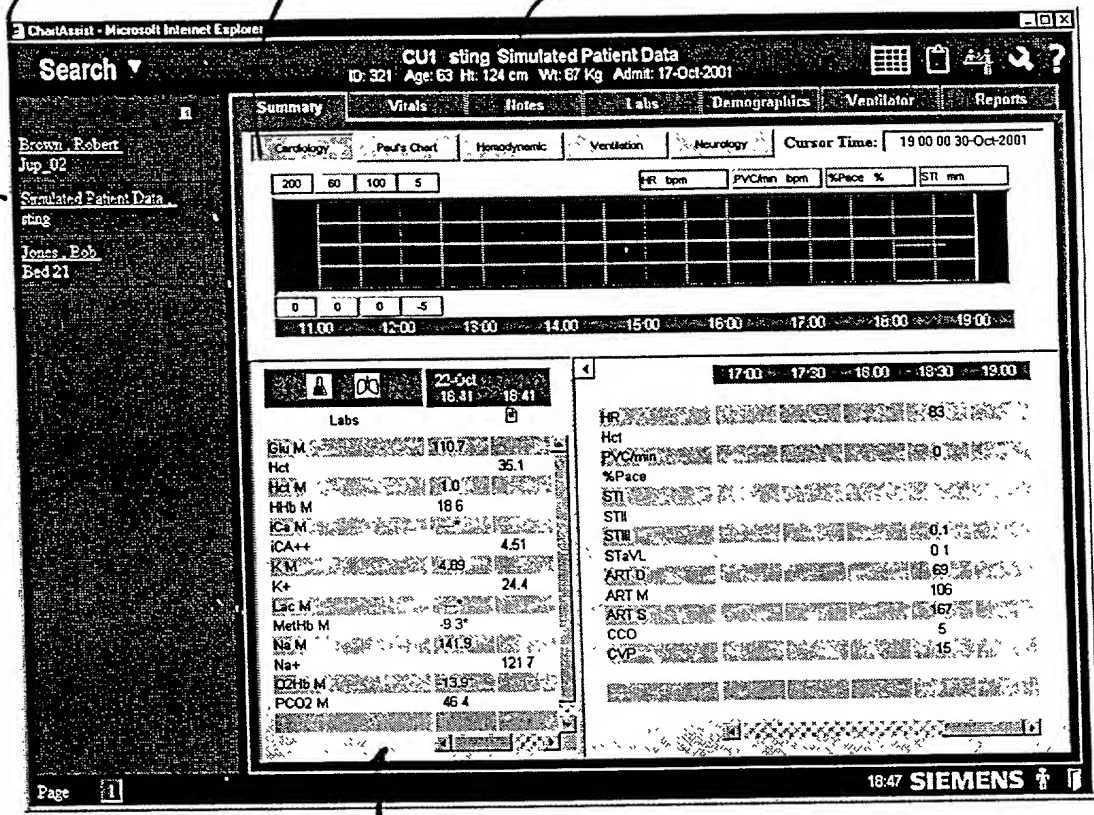 ChartAssist - Microsoft Internet Explorer
Search
CU1 sting Simulated Patient Data
ID: 321 Age: 63 Ht: 124 cm Wt: 67 Kg Admit: 17-Oct-2001
?
Summary Vitals Notes Labs Demographics Ventilator Reports
Brown, Robert
Jup_02
Simulated Patient Data,
sting
Jones, Bob
Bed 21
Cardiology Paul's Chart Hemodynamic Ventilation Neurology Cursor Time: 19 00 00 30-Oct-2001
200 60 100 5 HR bpm PVC/min bpm %Pace % STI mm
0 0 0 -5
11:00 12:00 13:00 14:00 15:00 16:00 17:00 18:00 19:00
22-Oct
16:41 18:41
Labs
Glu M 110.7
Hct 35.1
Hct M 1.0
HHb M 18.6
iCa M __*
iCA++ 4.51
K M 4.89
K+ 24.4
Lac M __*
MetHb M -9.3*
Na M 141.9
Na+ 121.7
O2Hb M 13.9
PCO2 M 46.4
17:00 17:30 18:00 18:30 19:00
HR 83
Hct
PVC/min 0
%Pace
STI
STII
STIII 0.1
STaVL 0.1
ART D 69
ART M 106
ART S 167
CCO 5
CVP 15
Page 1
18:47 SIEMENS